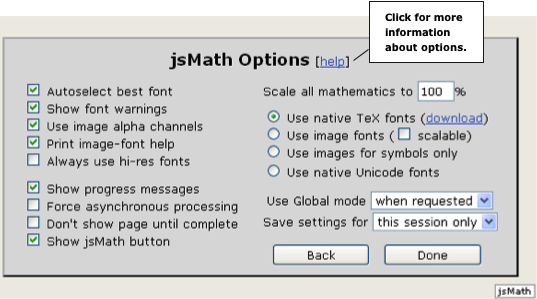 Click for more
information
about options.
jsMath Options [help]
Autoselect best font
Show font warnings
Use image alpha channels
Print image-font help
Always use hi-res fonts
Show progress messages
Force asynchronous processing
Don't show page until complete
Show jsMath button
Scale all mathematics to 100 %
Use native TeX fonts (download)
Use image fonts ( scalable)
Use images for symbols only
Use native Unicode fonts
Use Global mode when requested
Save settings for this session only
Back Done
jsMath